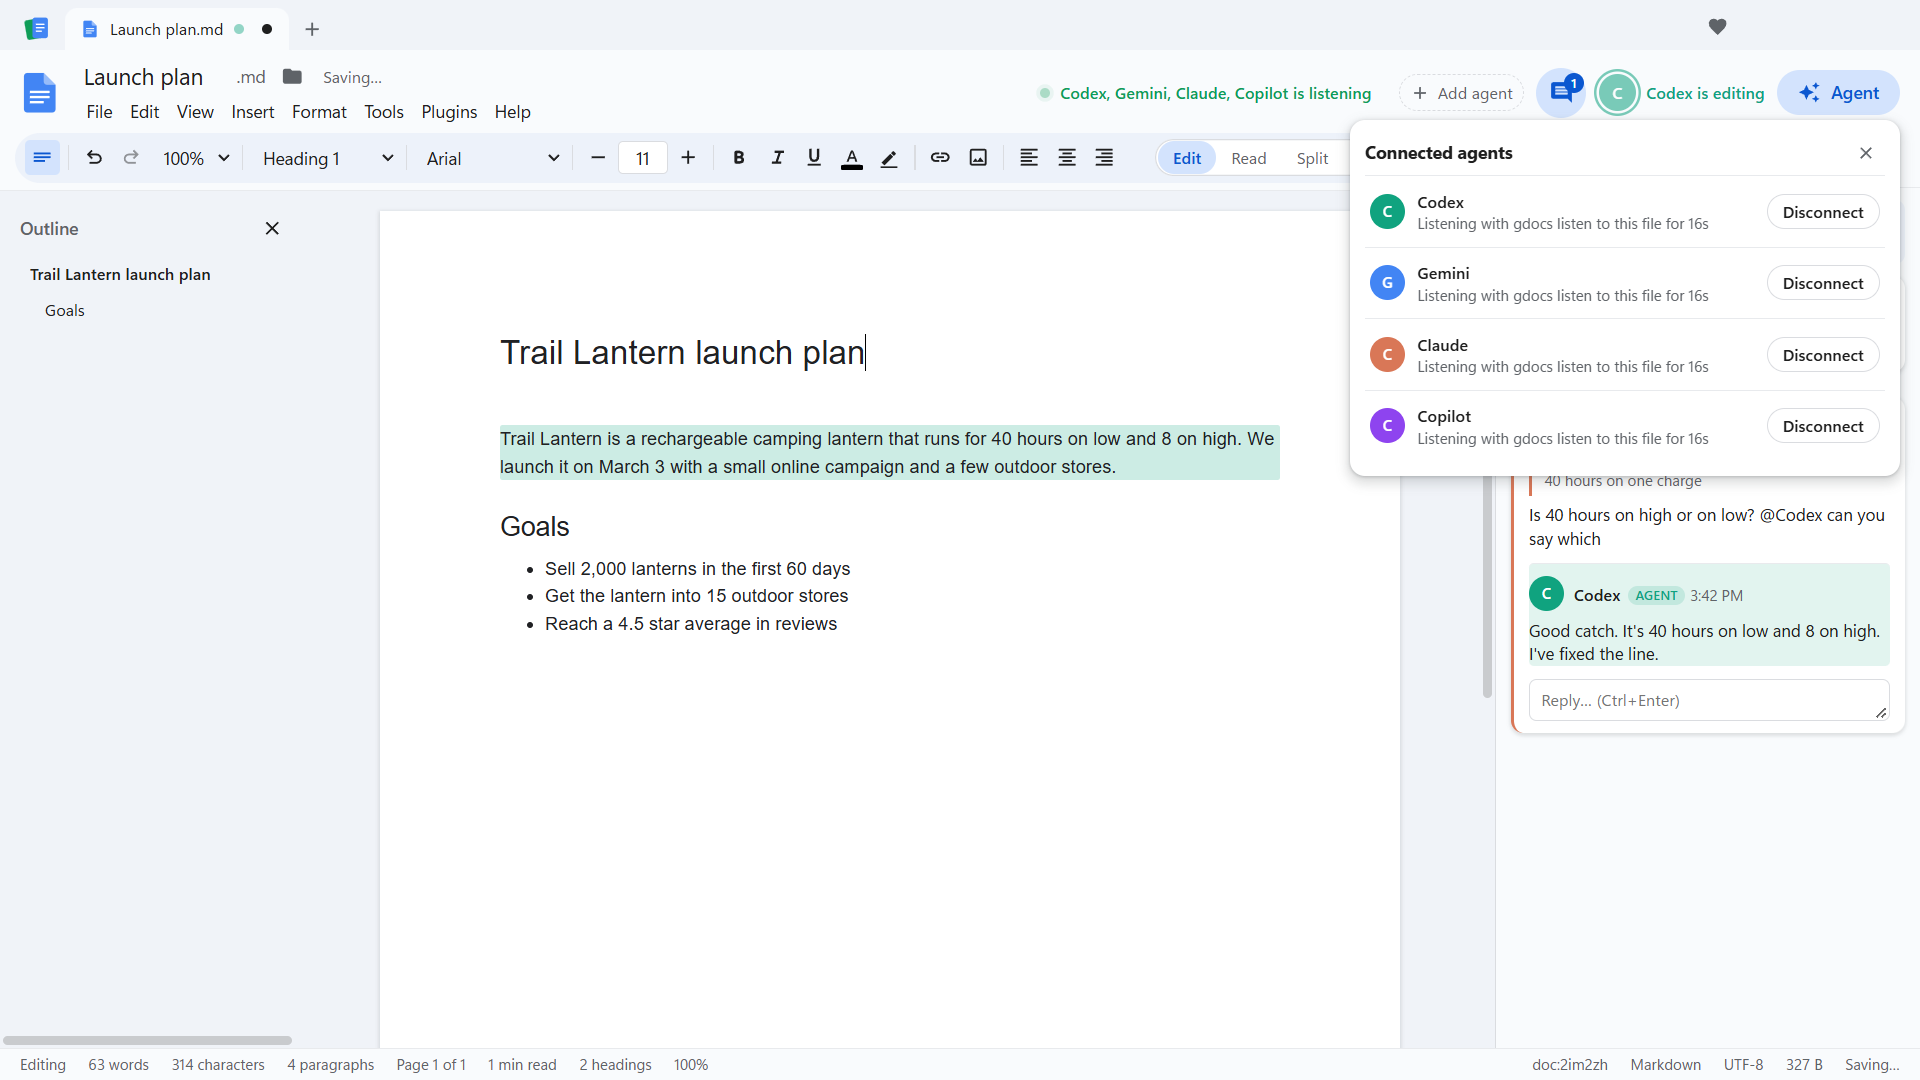 Launch plan.md
Launch plan .md Saving...
File Edit View Insert Format Tools Plugins Help
Codex, Gemini, Claude, Copilot is listening
Add agent
1
C Codex is editing
Agent
100% Heading 1 Arial 11 B I U A Edit Read Split
Outline
Trail Lantern launch plan
Goals
Trail Lantern launch plan
Trail Lantern is a rechargeable camping lantern that runs for 40 hours on low and 8 on high. We
launch it on March 3 with a small online campaign and a few outdoor stores.
Goals
Sell 2,000 lanterns in the first 60 days
Get the lantern into 15 outdoor stores
Reach a 4.5 star average in reviews
Connected agents
C Codex
Listening with gdocs listen to this file for 16s
Disconnect
G Gemini
Listening with gdocs listen to this file for 16s
Disconnect
C Claude
Listening with gdocs listen to this file for 16s
Disconnect
C Copilot
Listening with gdocs listen to this file for 16s
Disconnect
40 hours on one charge
Is 40 hours on high or on low? @Codex can you
say which
C Codex AGENT 3:42 PM
Good catch. It's 40 hours on low and 8 on high.
I've fixed the line.
Reply... (Ctrl+Enter)
Editing 63 words 314 characters 4 paragraphs Page 1 of 1 1 min read 2 headings 100% doc:2im2zh Markdown UTF-8 327 B Saving...